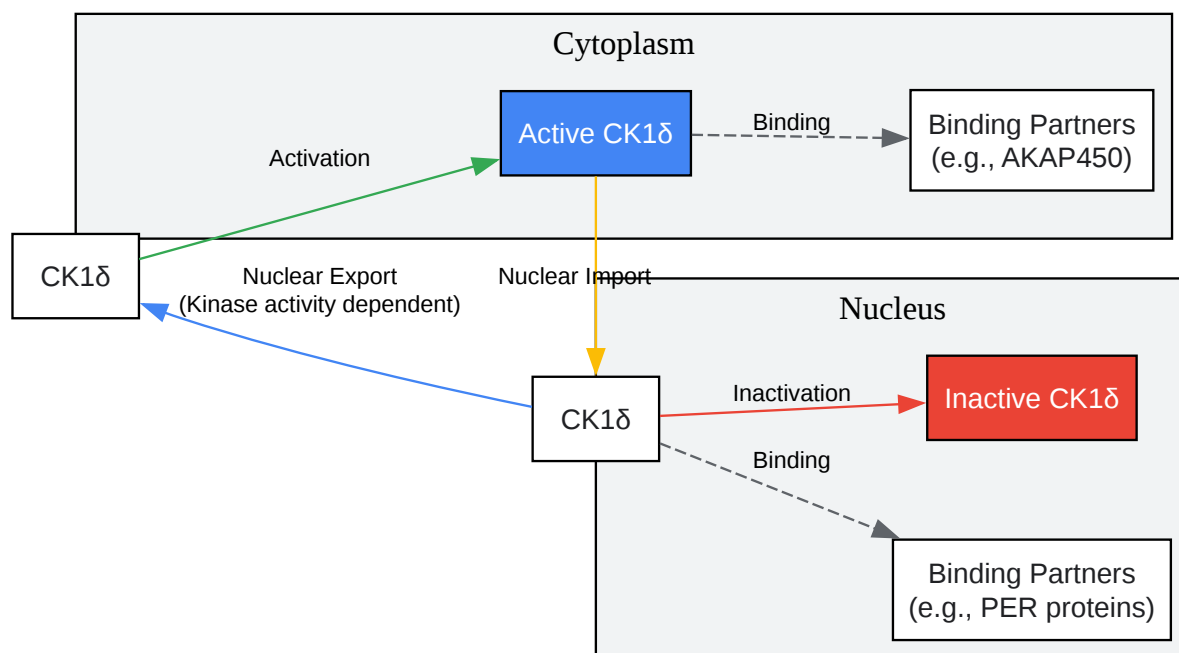 Cytoplasm
Active CK1δ
Binding
Binding Partners
(e.g., AKAP450)
Activation
CK1δ
Nuclear Export
(Kinase activity dependent)
Nuclear Import
Nucleus
CK1δ
Inactivation
Inactive CK1δ
Binding
Binding Partners
(e.g., PER proteins)